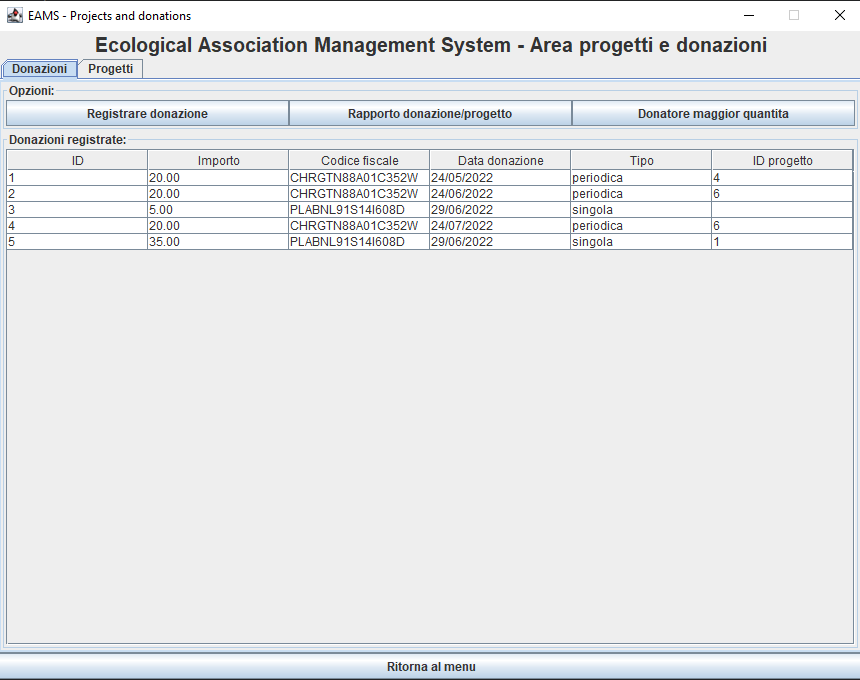 EAMS - Projects and donations
Ecological Association Management System - Area progetti e donazioni
Donazioni Progetti
Opzioni:
Registrare donazione Rapporto donazione/progetto Donatore maggior quantita
Donazioni registrate:
ID Importo Codice fiscale Data donazione Tipo ID progetto
1 20.00 CHRGTN88A01C352W 24/05/2022 periodica 4
2 20.00 CHRGTN88A01C352W 24/06/2022 periodica 6
3 5.00 PLABNL91S14I608D 29/06/2022 singola
4 20.00 CHRGTN88A01C352W 24/07/2022 periodica 6
5 35.00 PLABNL91S14I608D 29/06/2022 singola 1
Ritorna al menu